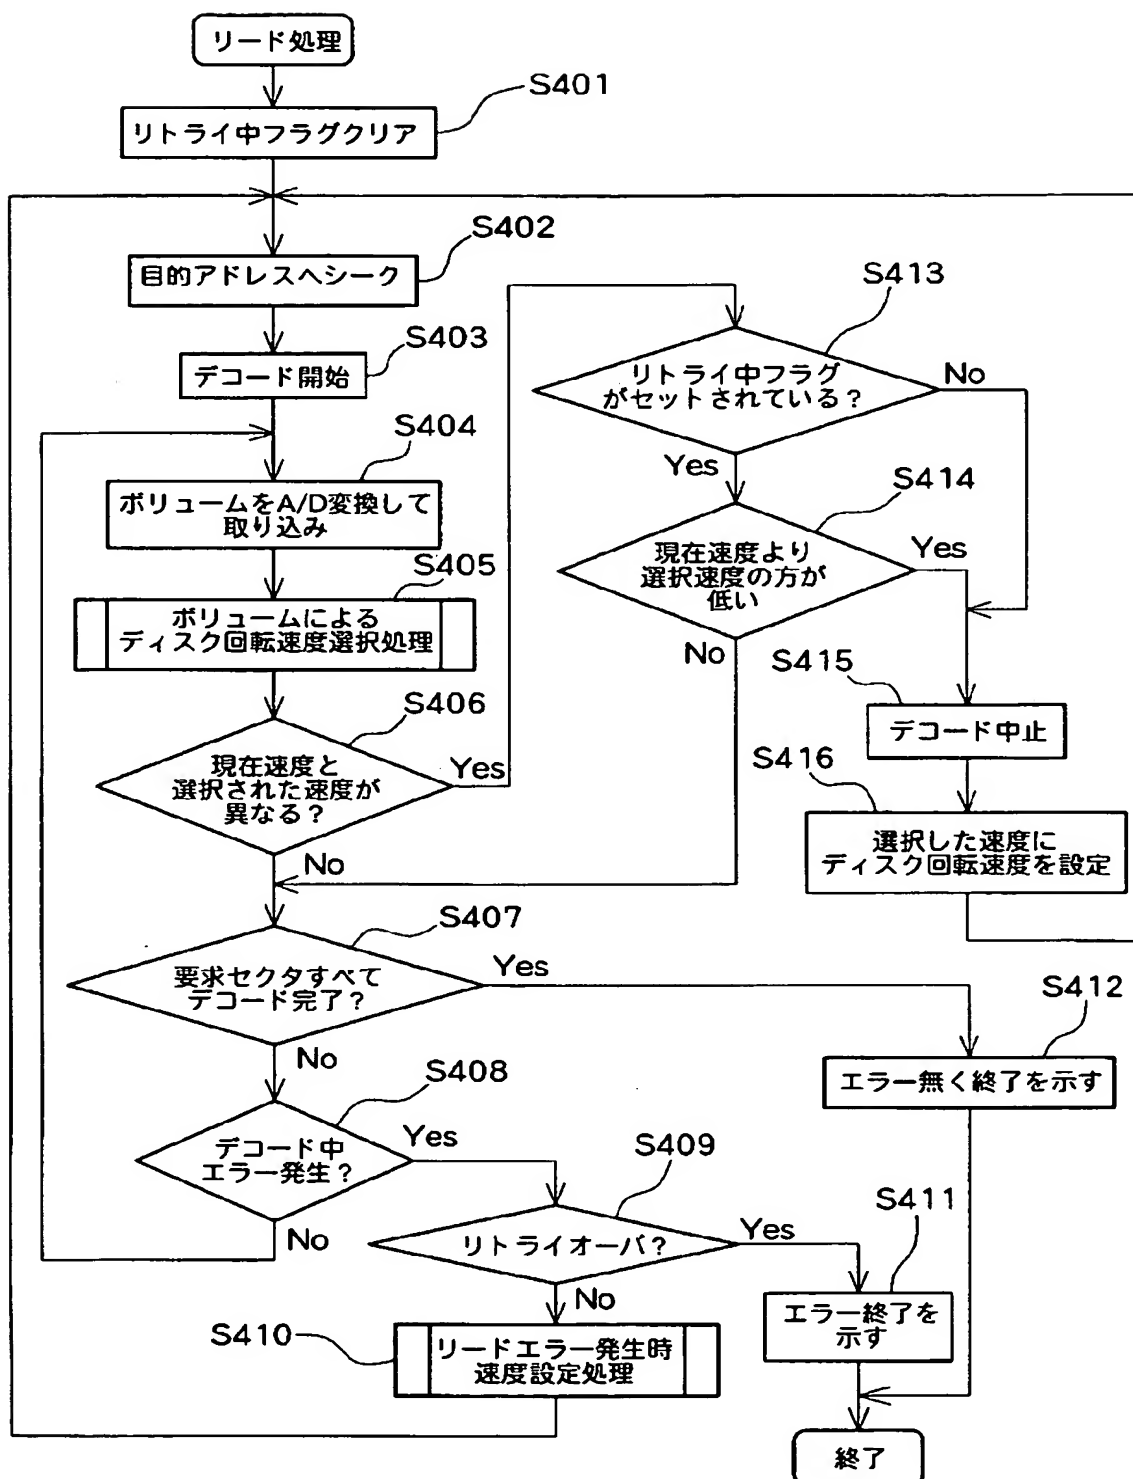 リード処理
S401
リトライ中フラグクリア
S402
目的アドレスへシーク
S403
デコード開始
S404
ボリュームをA/D変換して
取り込み
S405
ボリュームによる
ディスク回転速度選択処理
S406
現在速度と
選択された速度が
異なる？
Yes
No
S413
リトライ中フラグ
がセットされている？
No
Yes
S414
現在速度より
選択速度の方が
低い
Yes
No
S415
デコード中止
S416
選択した速度に
ディスク回転速度を設定
S407
要求セクタすべて
デコード完了？
Yes
No
S412
エラー無く終了を示す
S408
デコード中
エラー発生？
Yes
No
S409
リトライオーバ？
Yes
No
S411
エラー終了を
示す
S410
リードエラー発生時
速度設定処理
終了